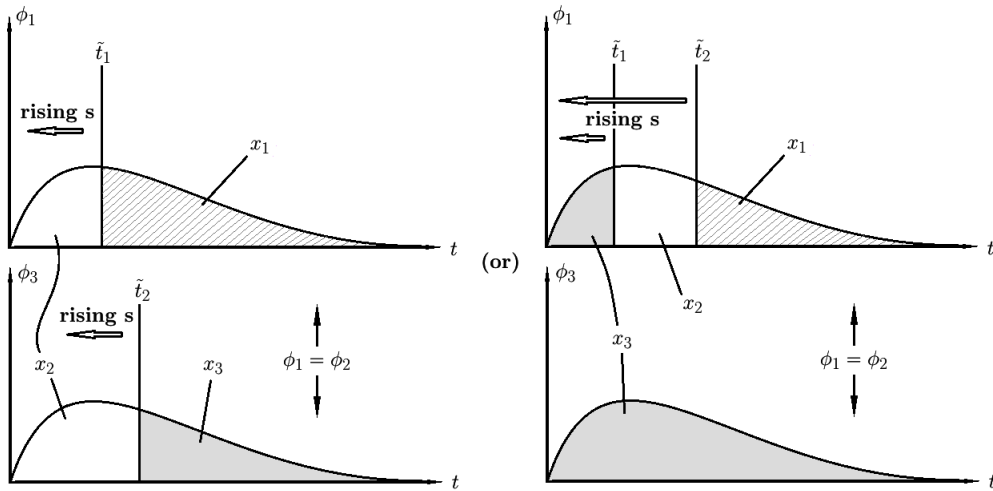 ϕ₁
t̃₁
rising s
x₁
t
ϕ₃
t̃₂
rising s
ϕ₁ = ϕ₂
x₂
x₃
t
(or)
ϕ₁
t̃₁
t̃₂
rising s
x₁
t
ϕ₃
x₂
x₃
ϕ₁ = ϕ₂
t